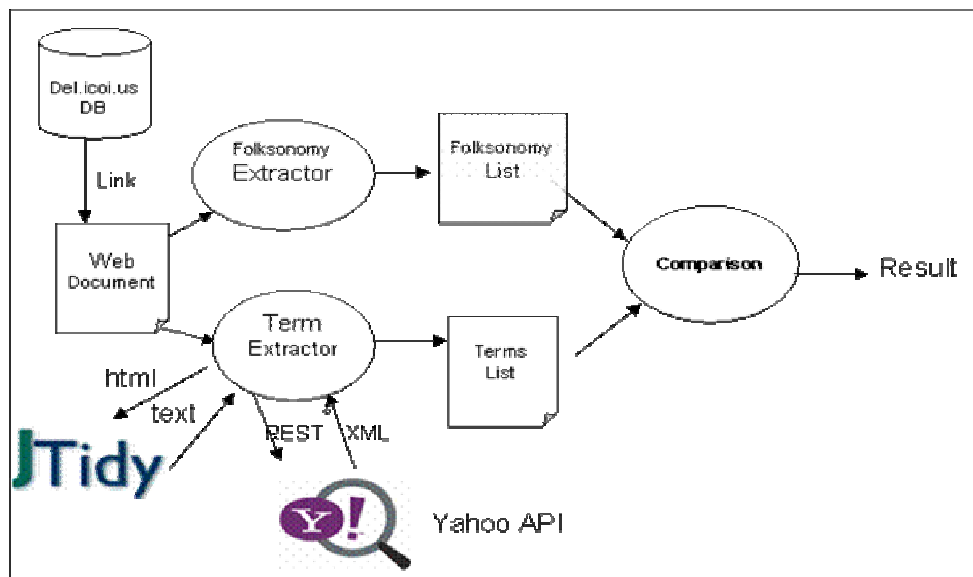 Del.icoi.us
DB
Link
Web
Document
Folksonomy
Extractor
Folksonomy
List
Term
Extractor
Terms
List
Comparison
Result
html
text
REST
XML
JTidy
Y!
Yahoo API